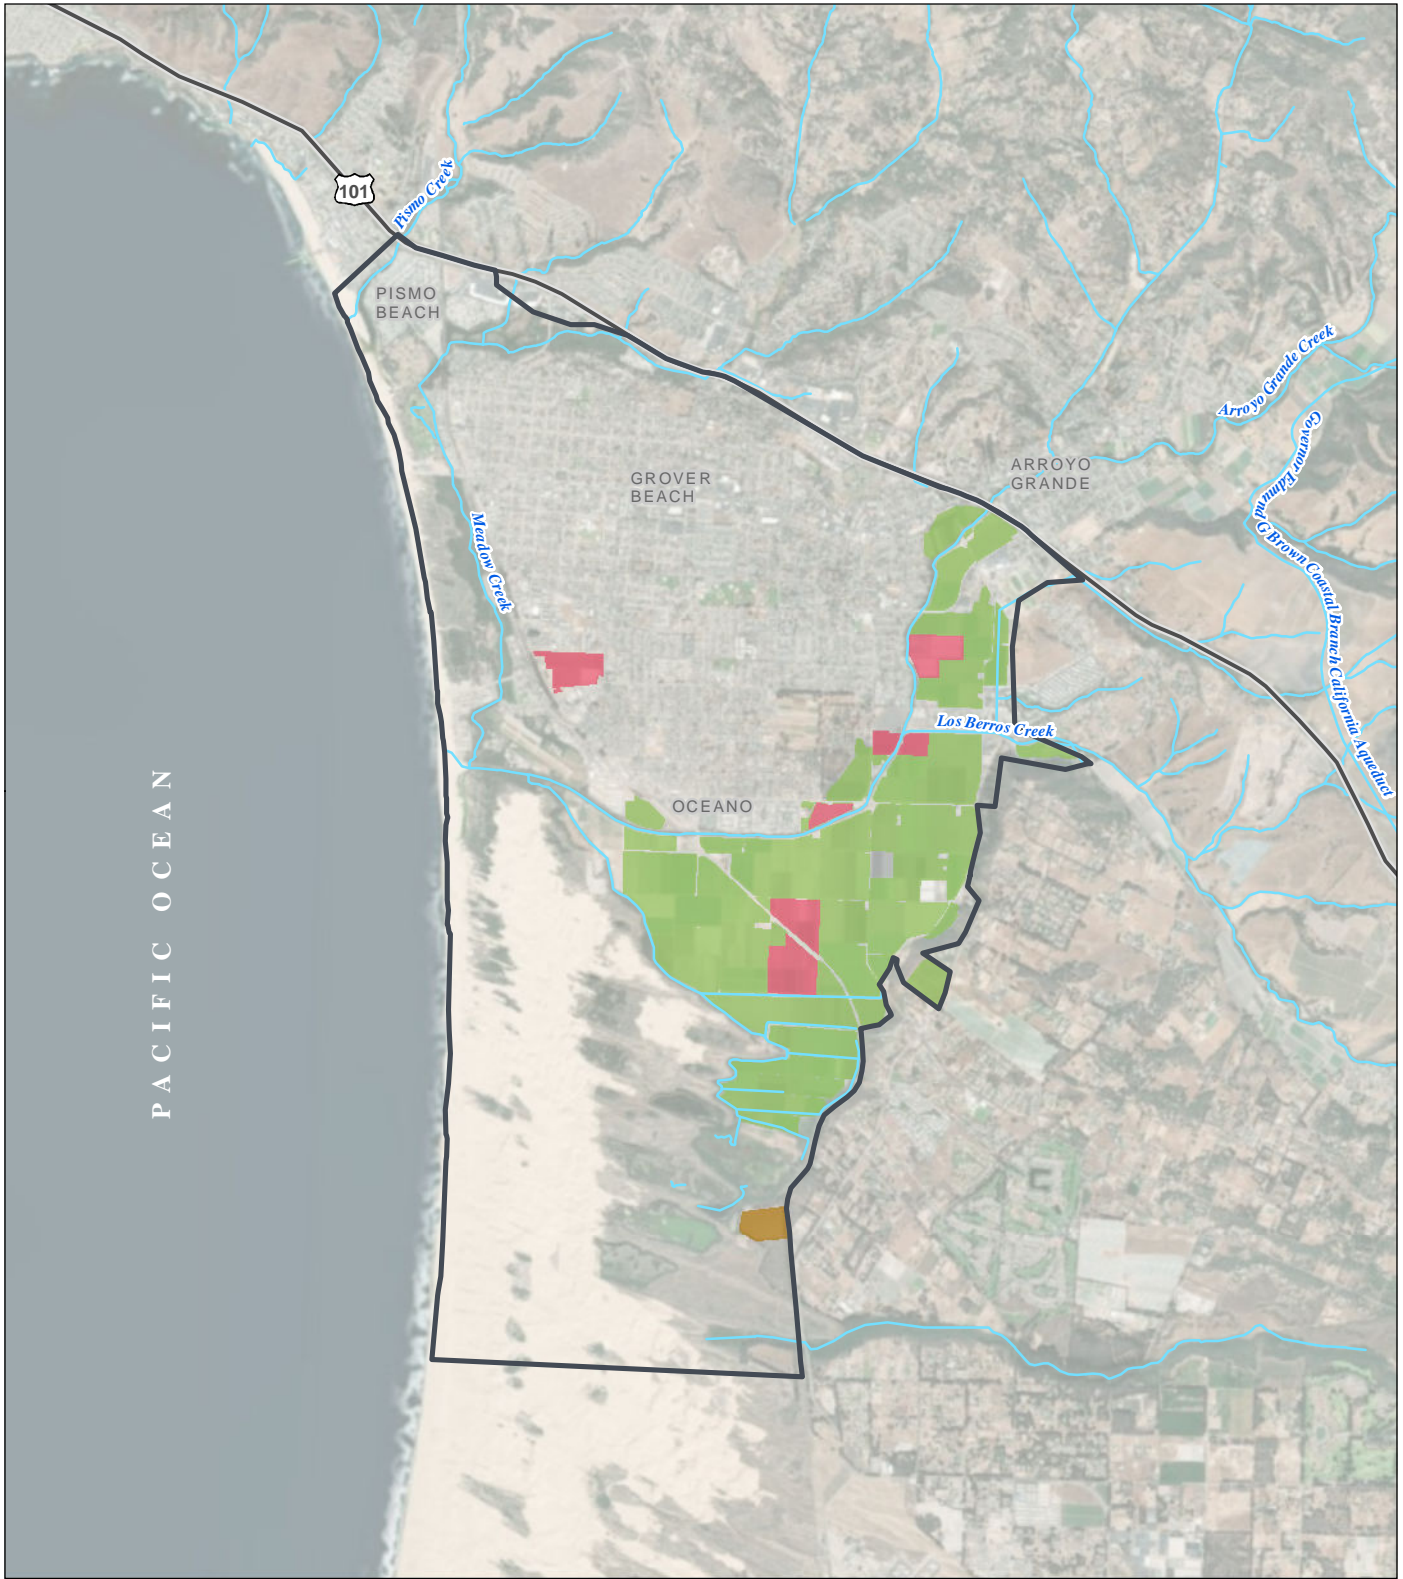 101
Pismo Creek
PISMO
BEACH
Arroyo Grande Creek
Governor Edmund
G Brown Coastal Branch California Aqueduct
ARROYO
GRANDE
GROVER
BEACH
Meadow Creek
Los Berros Creek
OCEANO
PACIFIC OCEAN